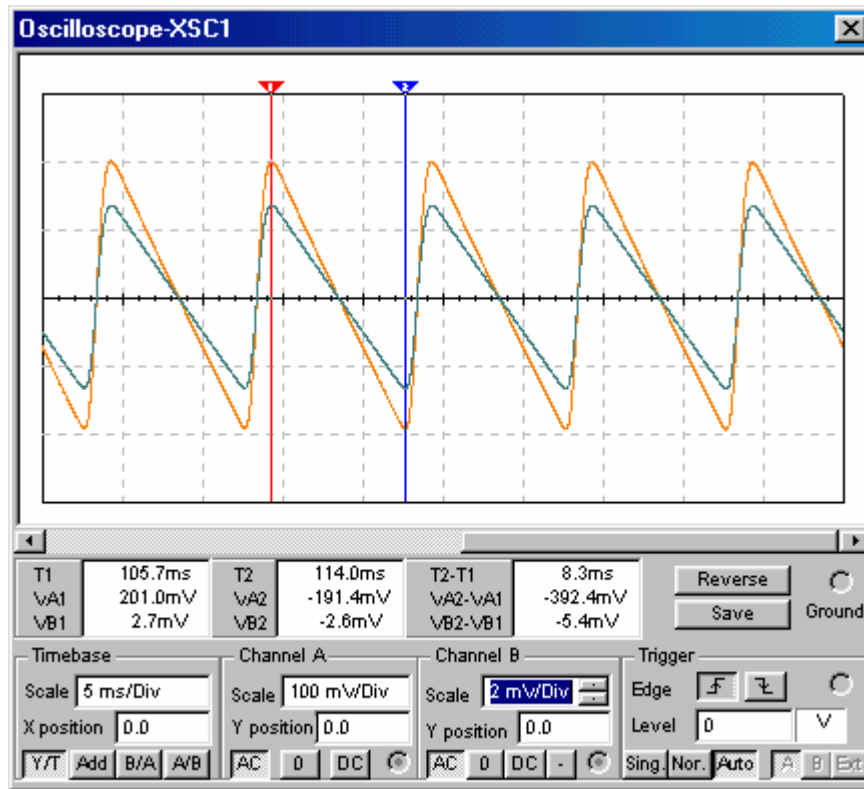 Oscilloscope-XSC1
1 2
T1 105.7ms T2 114.0ms T2-T1 8.3ms
VA1 201.0mV VA2 -191.4mV VA2-VA1 -392.4mV
VB1 2.7mV VB2 -2.6mV VB2-VB1 -5.4mV
Reverse
Save
Ground
Timebase Channel A Channel B Trigger
Scale 5 ms/Div Scale 100 mV/Div Scale 2 mV/Div Edge
X position 0.0 Y position 0.0 Y position 0.0 Level 0 V
Y/T Add B/A A/B AC 0 DC AC 0 DC - Sing. Nor. Auto A B Ext